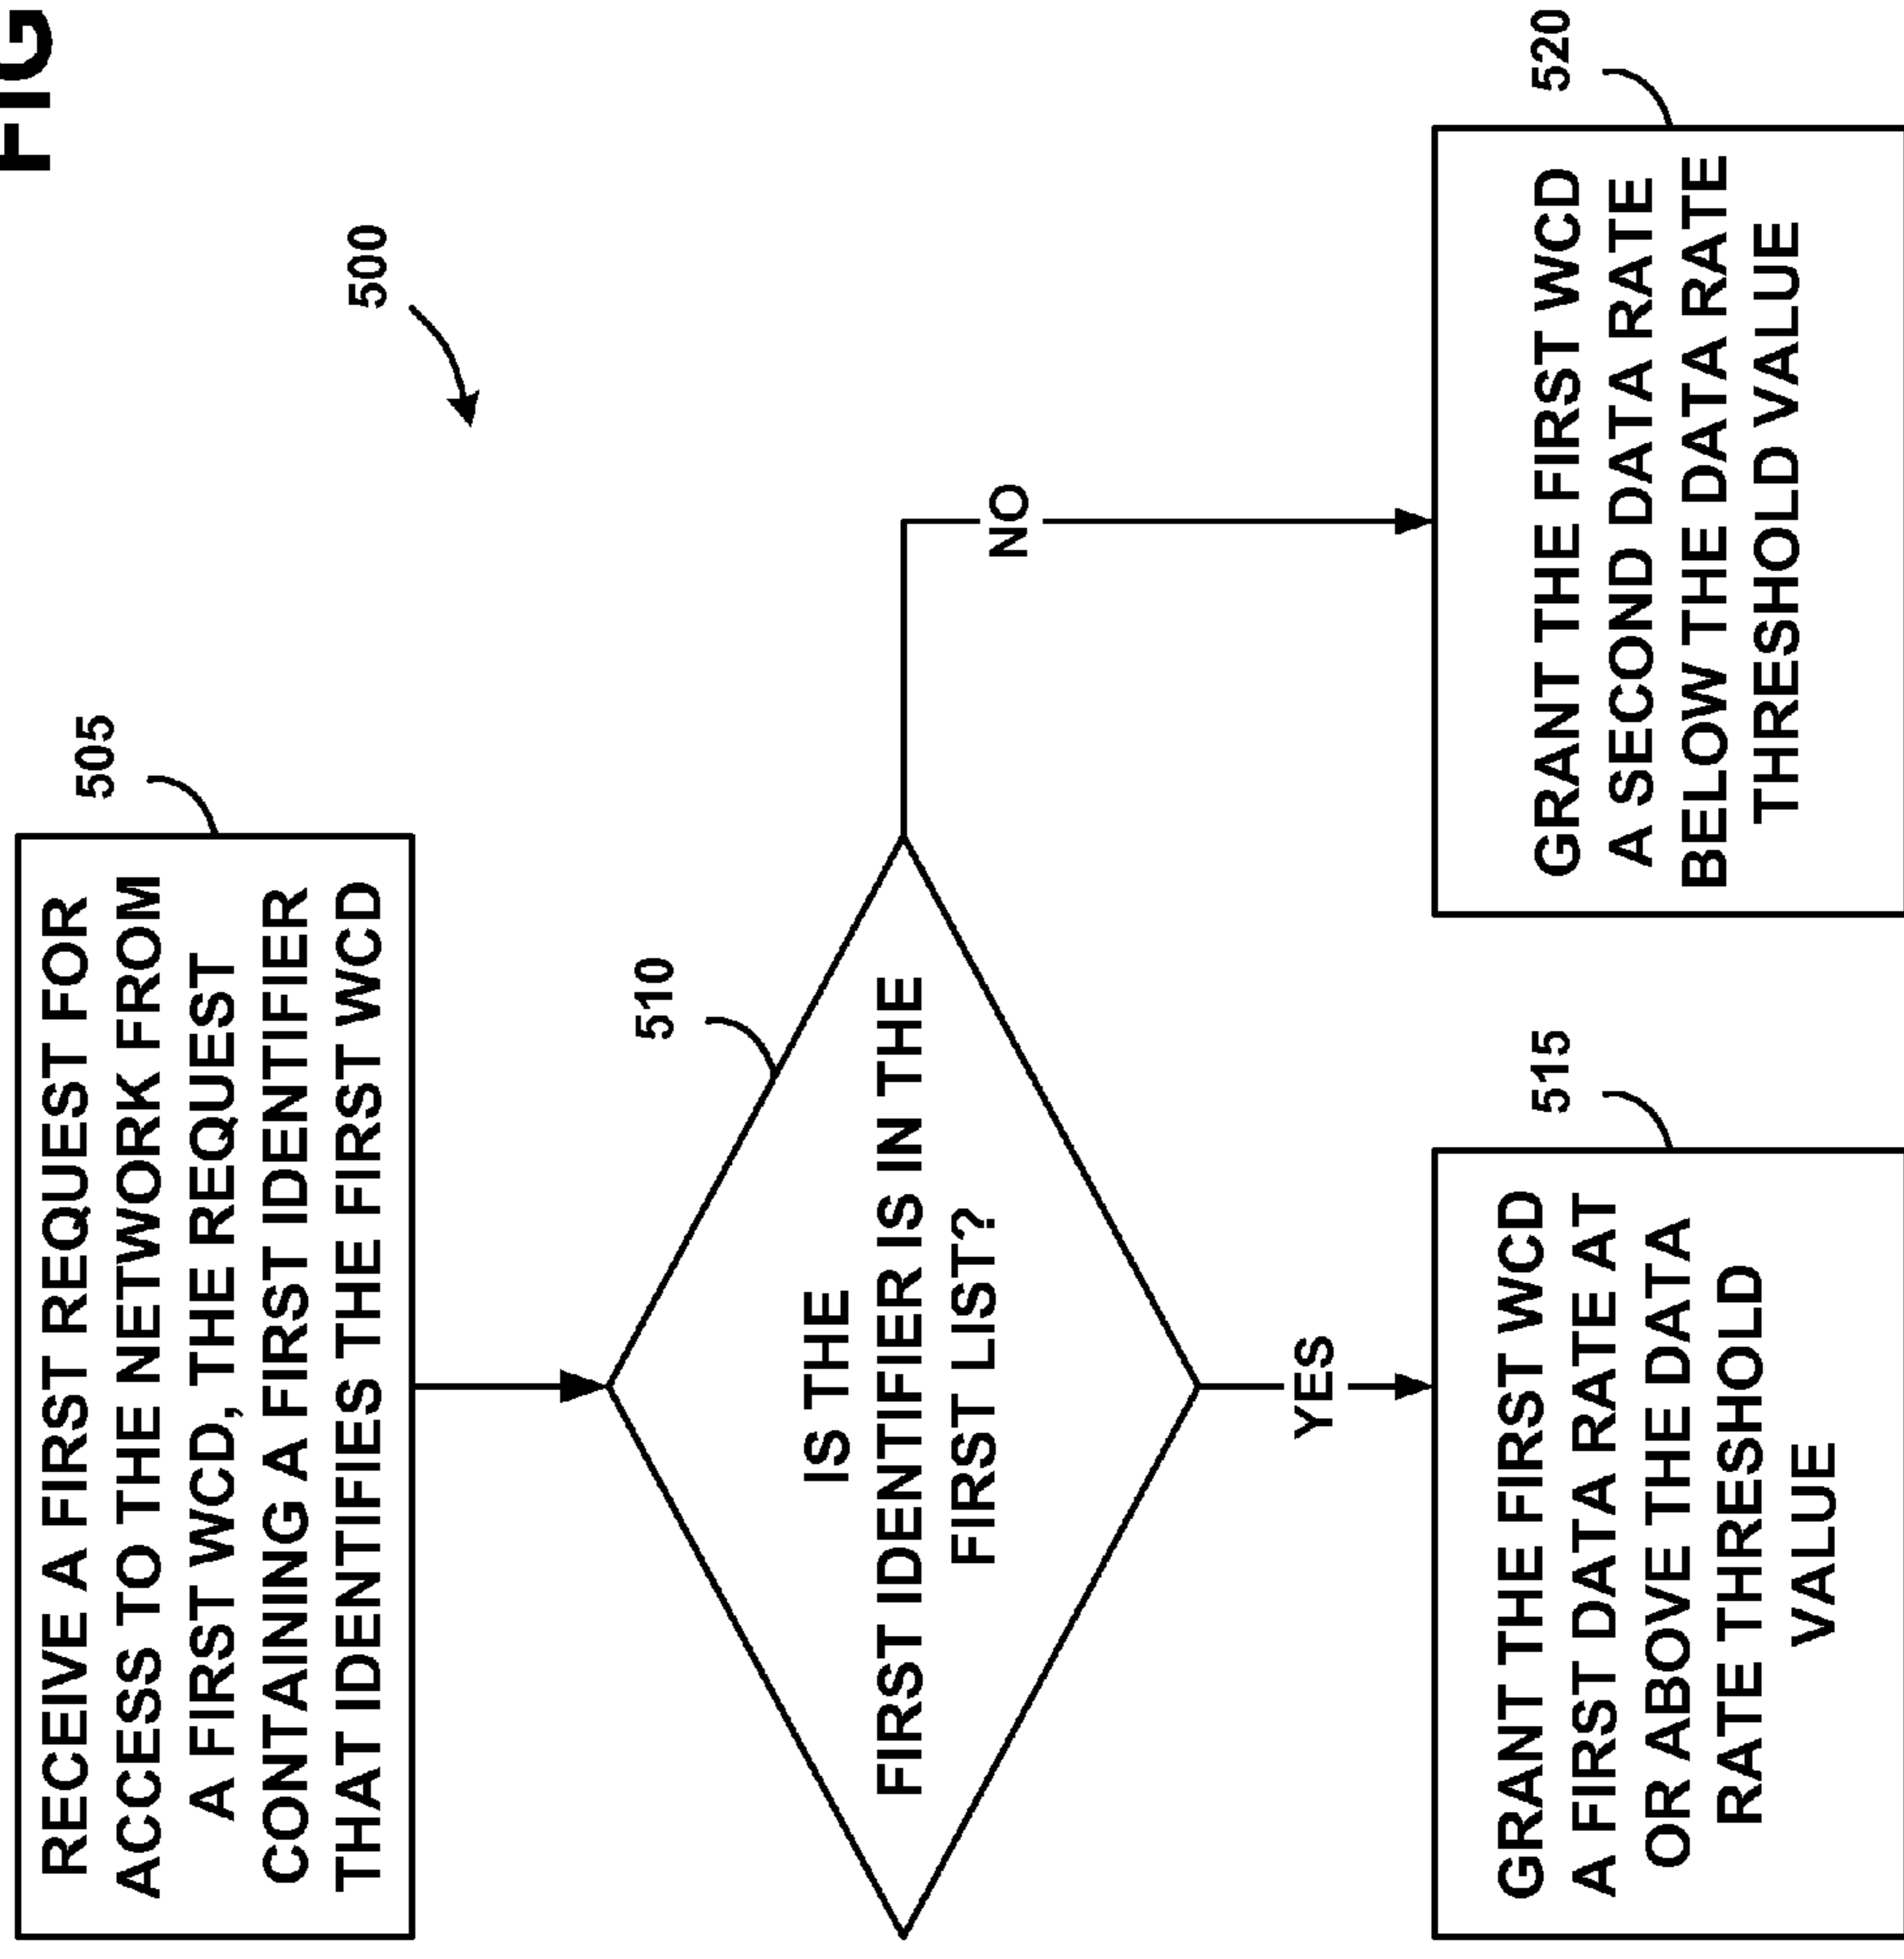 FIG
500
505
RECEIVE A FIRST REQUEST FOR
ACCESS TO THE NETWORK FROM
A FIRST WCD, THE REQUEST
CONTAINING A FIRST IDENTIFIER
THAT IDENTIFIES THE FIRST WCD
510
IS THE
FIRST IDENTIFIER IS IN THE
FIRST LIST?
YES
NO
515
GRANT THE FIRST WCD
A FIRST DATA RATE AT
OR ABOVE THE DATA
RATE THRESHOLD
VALUE
520
GRANT THE FIRST WCD
A SECOND DATA RATE
BELOW THE DATA RATE
THRESHOLD VALUE